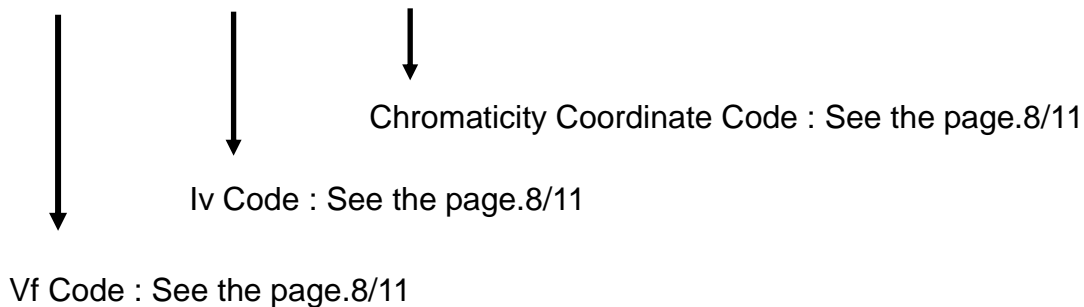 Chromaticity Coordinate Code : See the page.8/11
Iv Code : See the page.8/11
Vf Code : See the page.8/11